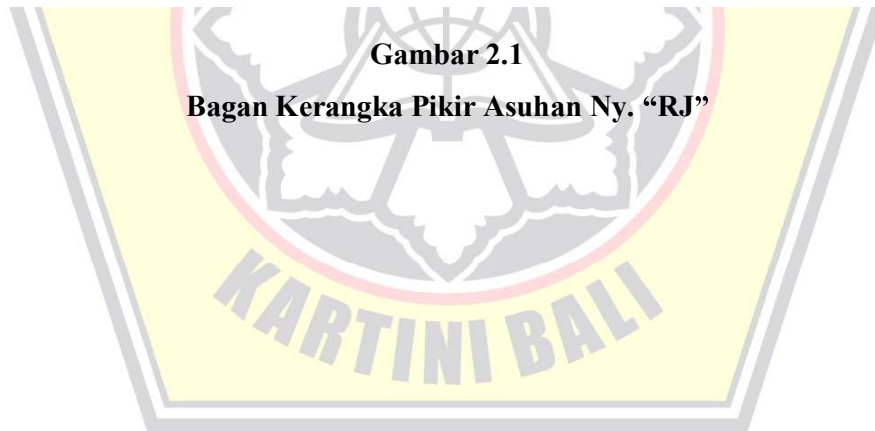 Gambar 2.1
Bagan Kerangka Pikir Asuhan Ny. “RJ”
KARTINI BALI